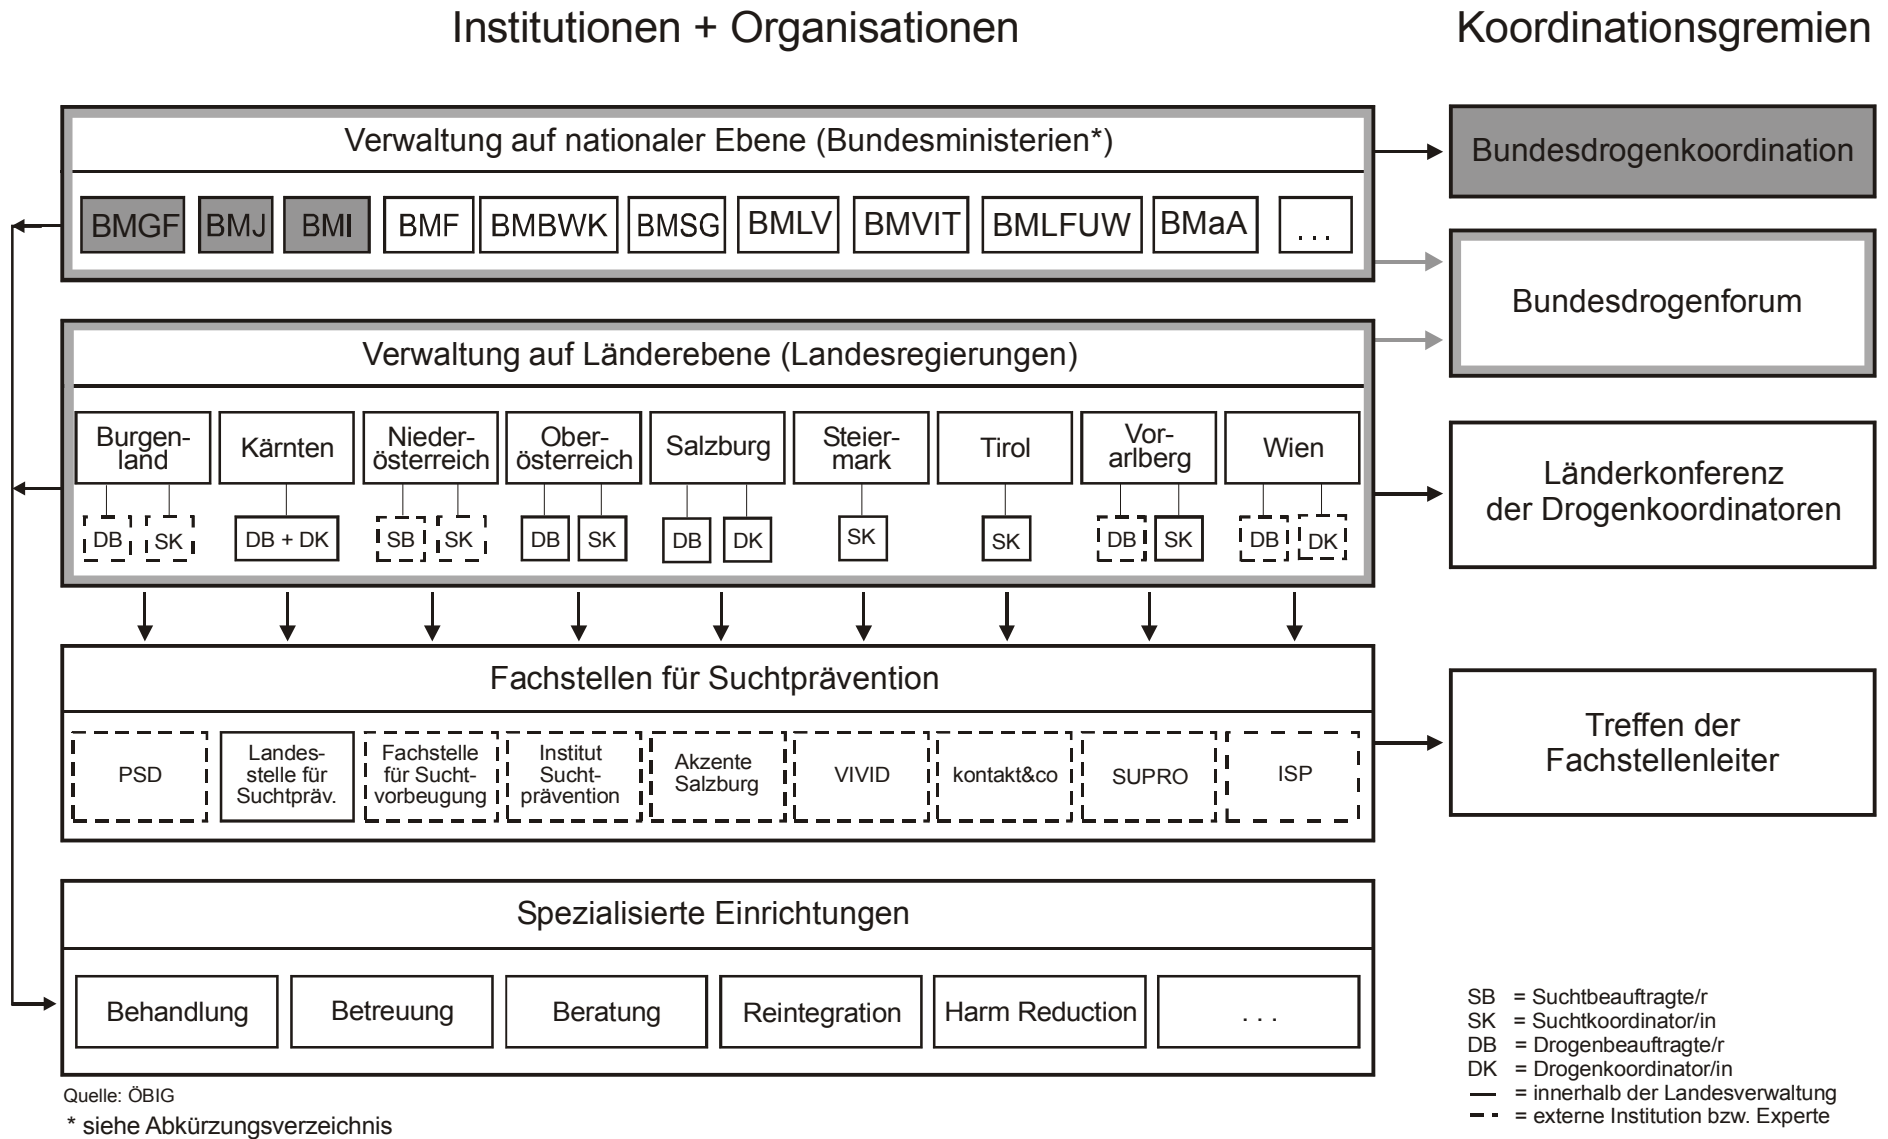 Institutionen + Organisationen
Koordinationsgremien
Verwaltung auf nationaler Ebene (Bundesministerien*)
BMGF BMJ BMI BMF BMBWK BMSG BMLV BMVIT BMLFUW BMaA . . .
Bundesdrogenkoordination
Bundesdrogenforum
Verwaltung auf Länderebene (Landesregierungen)
Burgen-
land
Kärnten
Nieder-
österreich
Ober-
österreich
Salzburg
Steier-
mark
Tirol
Vor-
arlberg
Wien
DB SK DB + DK SB SK DB SK DB DK SK SK DB SK DB DK
Länderkonferenz
der Drogenkoordinatoren
Fachstellen für Suchtprävention
PSD
Landes-
stelle für
Suchtpräv.
Fachstelle
für Sucht-
vorbeugung
Institut
Sucht-
prävention
Akzente
Salzburg
VIVID
kontakt&co
SUPRO
ISP
Treffen der
Fachstellenleiter
Spezialisierte Einrichtungen
Behandlung Betreuung Beratung Reintegration Harm Reduction . . .
SB = Suchtbeauftragte/r
SK = Suchtkoordinator/in
DB = Drogenbeauftragte/r
DK = Drogenkoordinator/in
= innerhalb der Landesverwaltung
= externe Institution bzw. Experte
Quelle: ÖBIG
* siehe Abkürzungsverzeichnis